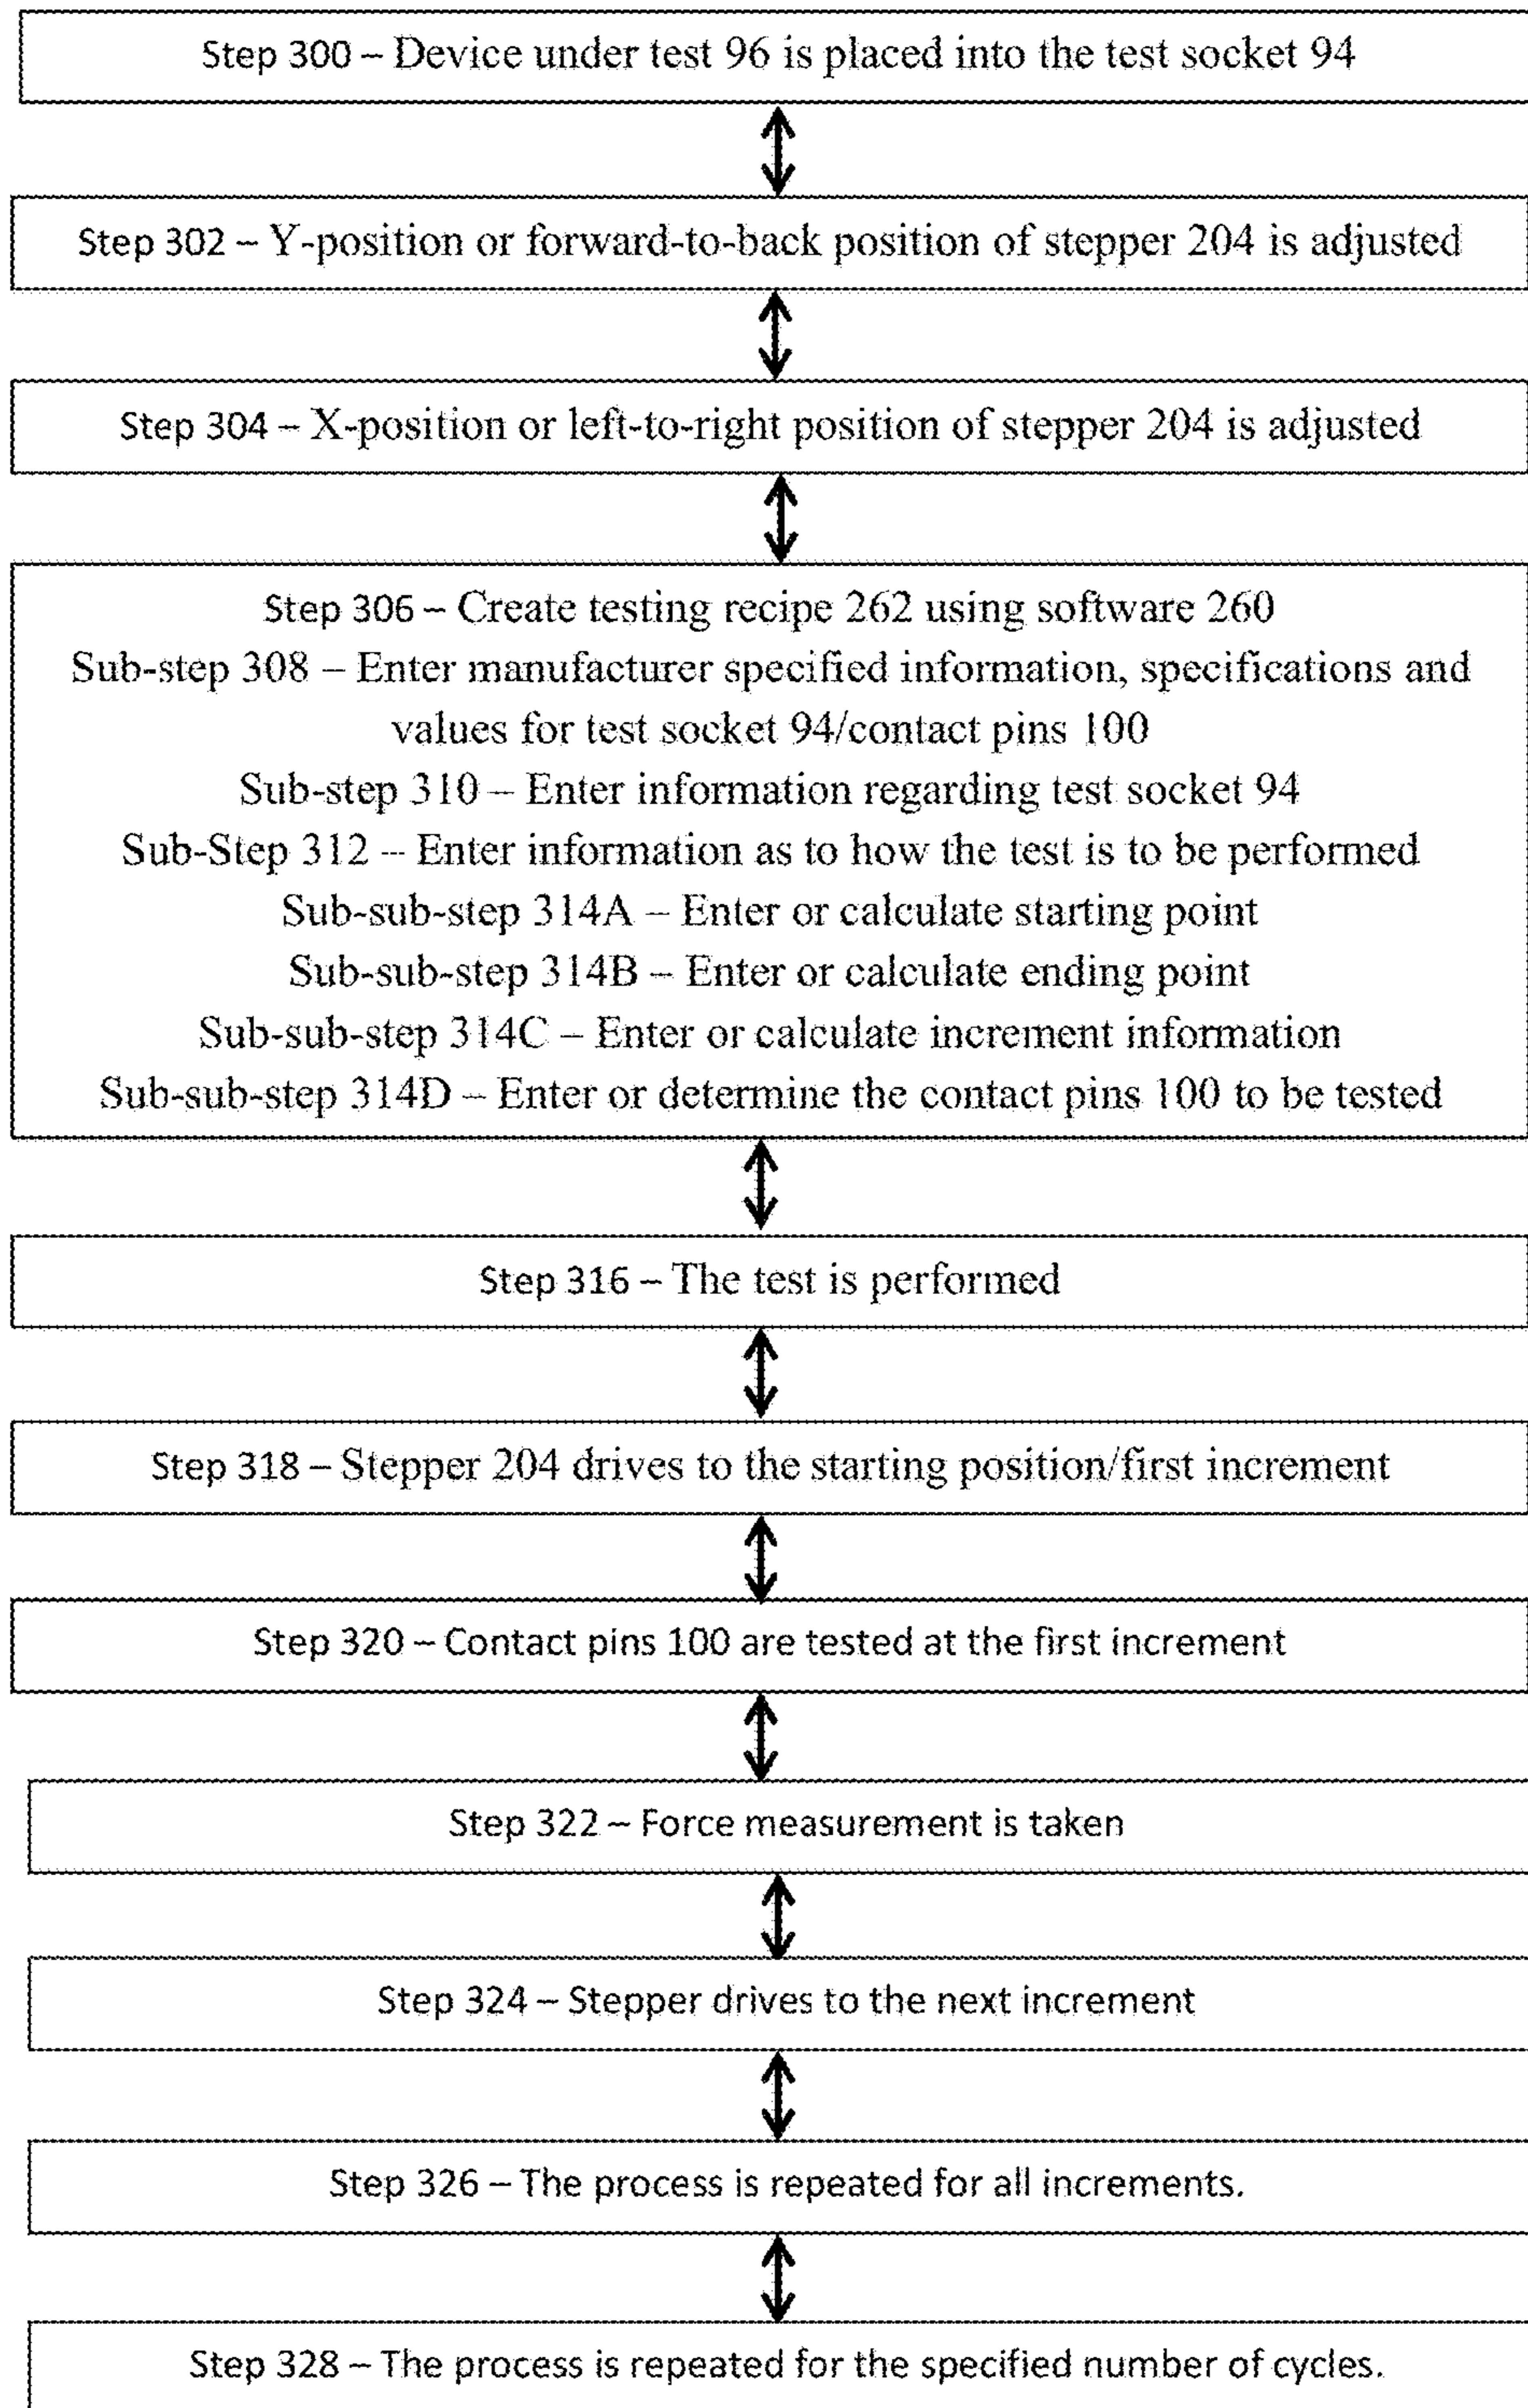 Step 300 – Device under test 96 is placed into the test socket 94
Step 302 – Y-position or forward-to-back position of stepper 204 is adjusted
Step 304 – X-position or left-to-right position of stepper 204 is adjusted
Step 306 – Create testing recipe 262 using software 260
Sub-step 308 – Enter manufacturer specified information, specifications and
values for test socket 94/contact pins 100
Sub-step 310 – Enter information regarding test socket 94
Sub-Step 312 -- Enter information as to how the test is to be performed
Sub-sub-step 314A – Enter or calculate starting point
Sub-sub-step 314B – Enter or calculate ending point
Sub-sub-step 314C – Enter or calculate increment information
Sub-sub-step 314D – Enter or determine the contact pins 100 to be tested
Step 316 – The test is performed
Step 318 – Stepper 204 drives to the starting position/first increment
Step 320 – Contact pins 100 are tested at the first increment
Step 322 – Force measurement is taken
Step 324 – Stepper drives to the next increment
Step 326 – The process is repeated for all increments.
Step 328 – The process is repeated for the specified number of cycles.